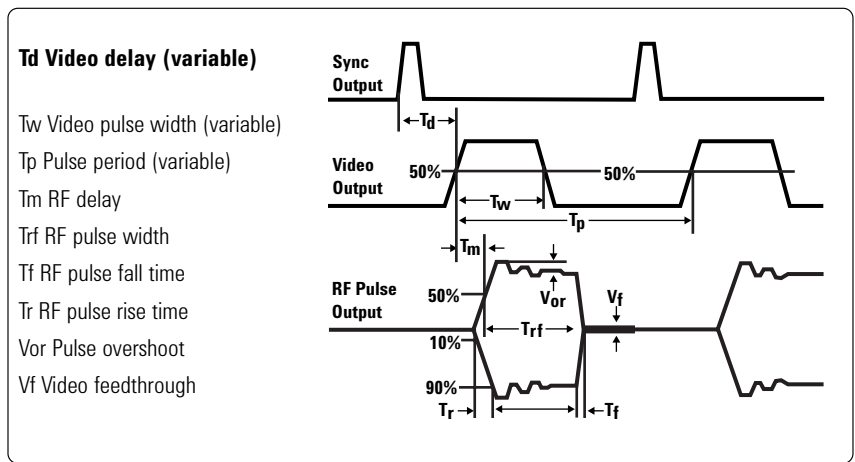 Td Video delay (variable)
Tw Video pulse width (variable)
Tp Pulse period (variable)
Tm RF delay
Trf RF pulse width
Tf RF pulse fall time
Tr RF pulse rise time
Vor Pulse overshoot
Vf Video feedthrough
Sync
Output
Td
Video
Output
50%
50%
Tw
Tp
Tm
RF Pulse
Output
50%
Vor
Vf
Trf
10%
90%
Tr
Tf